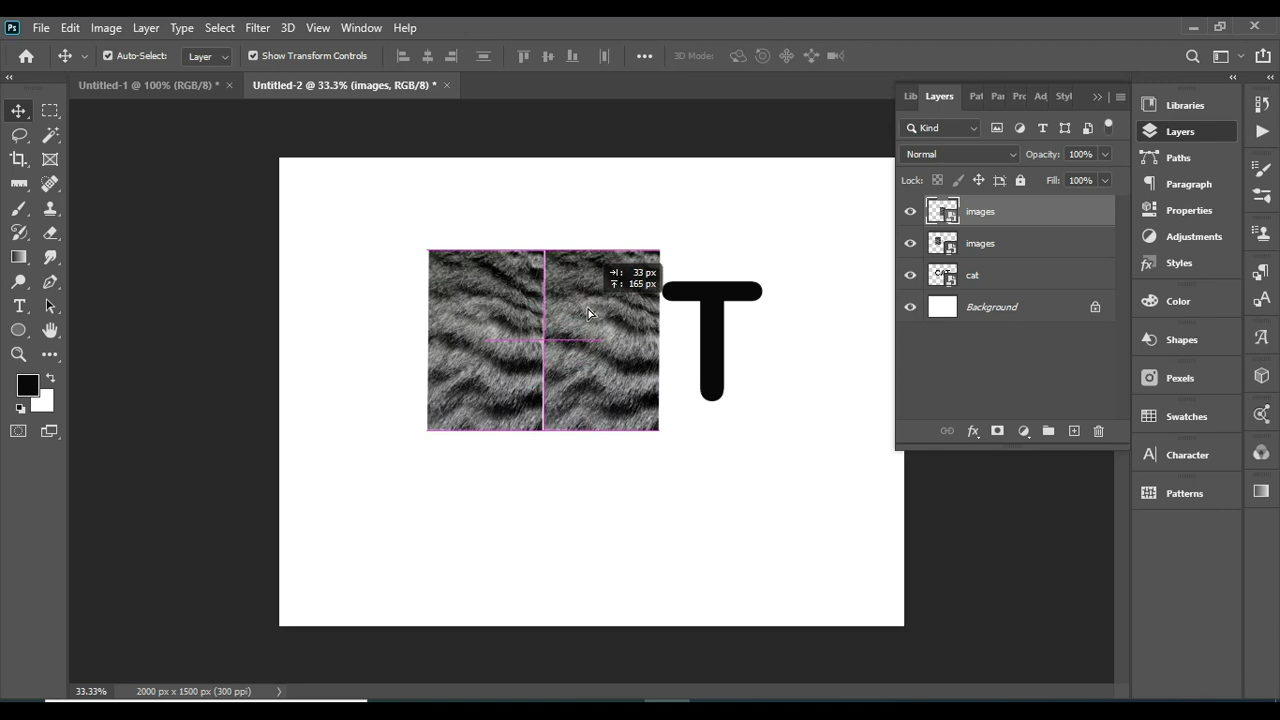 Ps File Edit Image Layer Type Select Filter 3D View Window Help
Auto-Select: Layer Show Transform Controls 3D Mode:
Untitled-1 @ 100% (RGB/8) * Untitled-2 @ 33.3% (images, RGB/8) *
Lib Layers Pat Par Pro Ad Styl
Kind
Normal Opacity: 100%
Lock: Fill: 100%
images
images
cat
Background
33 px
165 px
T
Libraries
Layers
Paths
Paragraph
Properties
Adjustments
Styles
Color
Shapes
Pexels
Swatches
Character
Patterns
33.33% 2000 px x 1500 px (300 ppi)